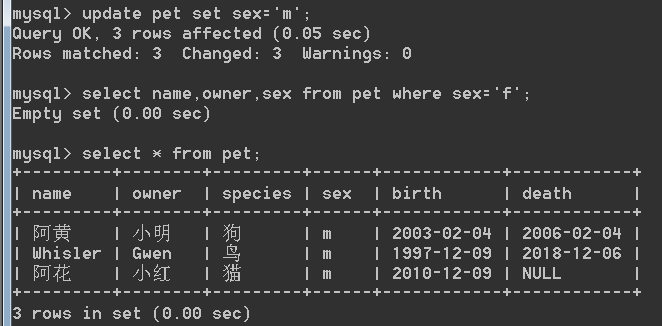 mysql> update pet set sex='m';
Query OK, 3 rows affected (0.05 sec)
Rows matched: 3  Changed: 3  Warnings: 0
mysql> select name,owner,sex from pet where sex='f';
Empty set (0.00 sec)
mysql> select * from pet;
+---------+--------+---------+------+------------+------------+
| name    | owner  | species | sex  | birth      | death      |
+---------+--------+---------+------+------------+------------+
| 阿黄    | 小明   | 狗      | m    | 2003-02-04 | 2006-02-04 |
| Whisler | Gwen   | 鸟      | m    | 1997-12-09 | 2018-12-06 |
| 阿花    | 小红   | 猫      | m    | 2010-12-09 | NULL       |
+---------+--------+---------+------+------------+------------+
3 rows in set (0.00 sec)